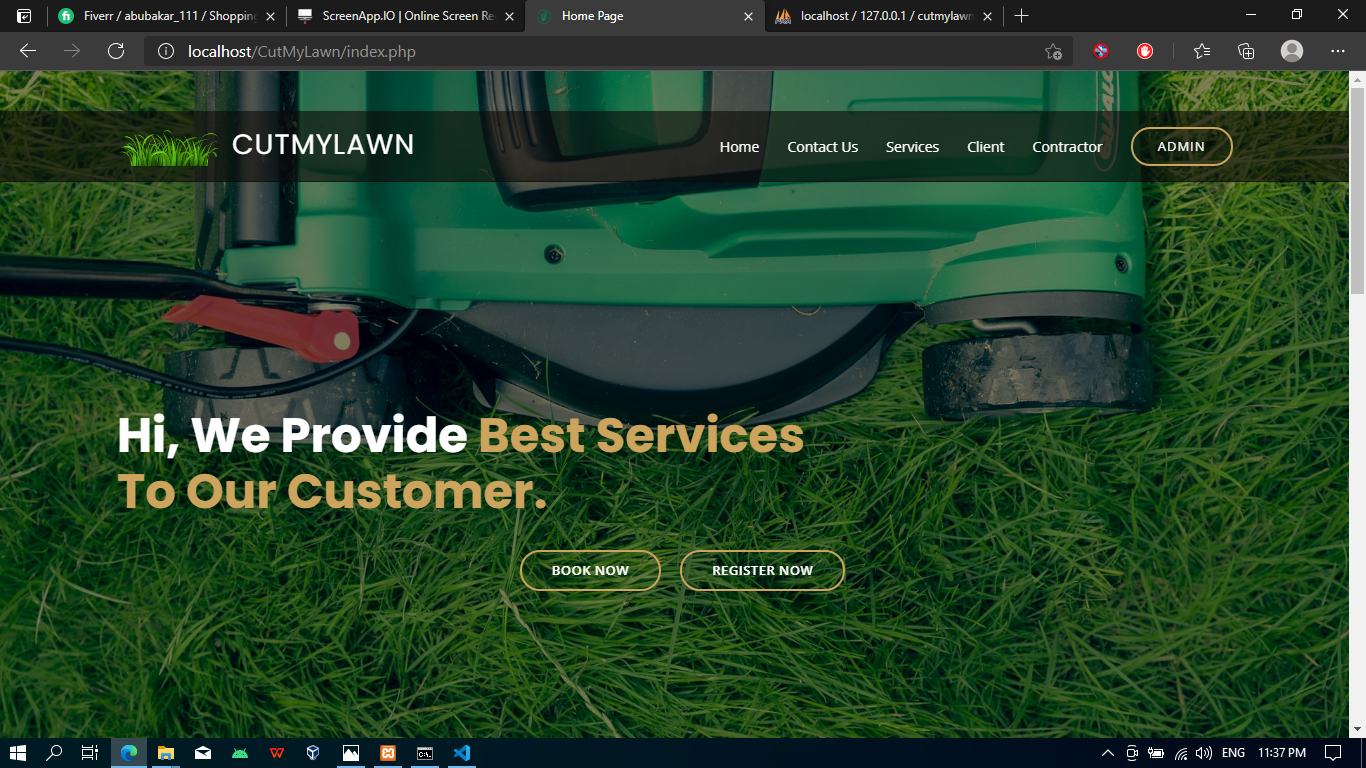 Fiverr / abubakar_111 / Shopping
ScreenApp.IO | Online Screen Re
Home Page
localhost / 127.0.0.1 / cutmylawn
localhost/CutMyLawn/index.php
CUTMYLAWN
Home
Contact Us
Services
Client
Contractor
ADMIN
Hi, We Provide Best Services
To Our Customer.
BOOK NOW
REGISTER NOW
ENG
11:37 PM